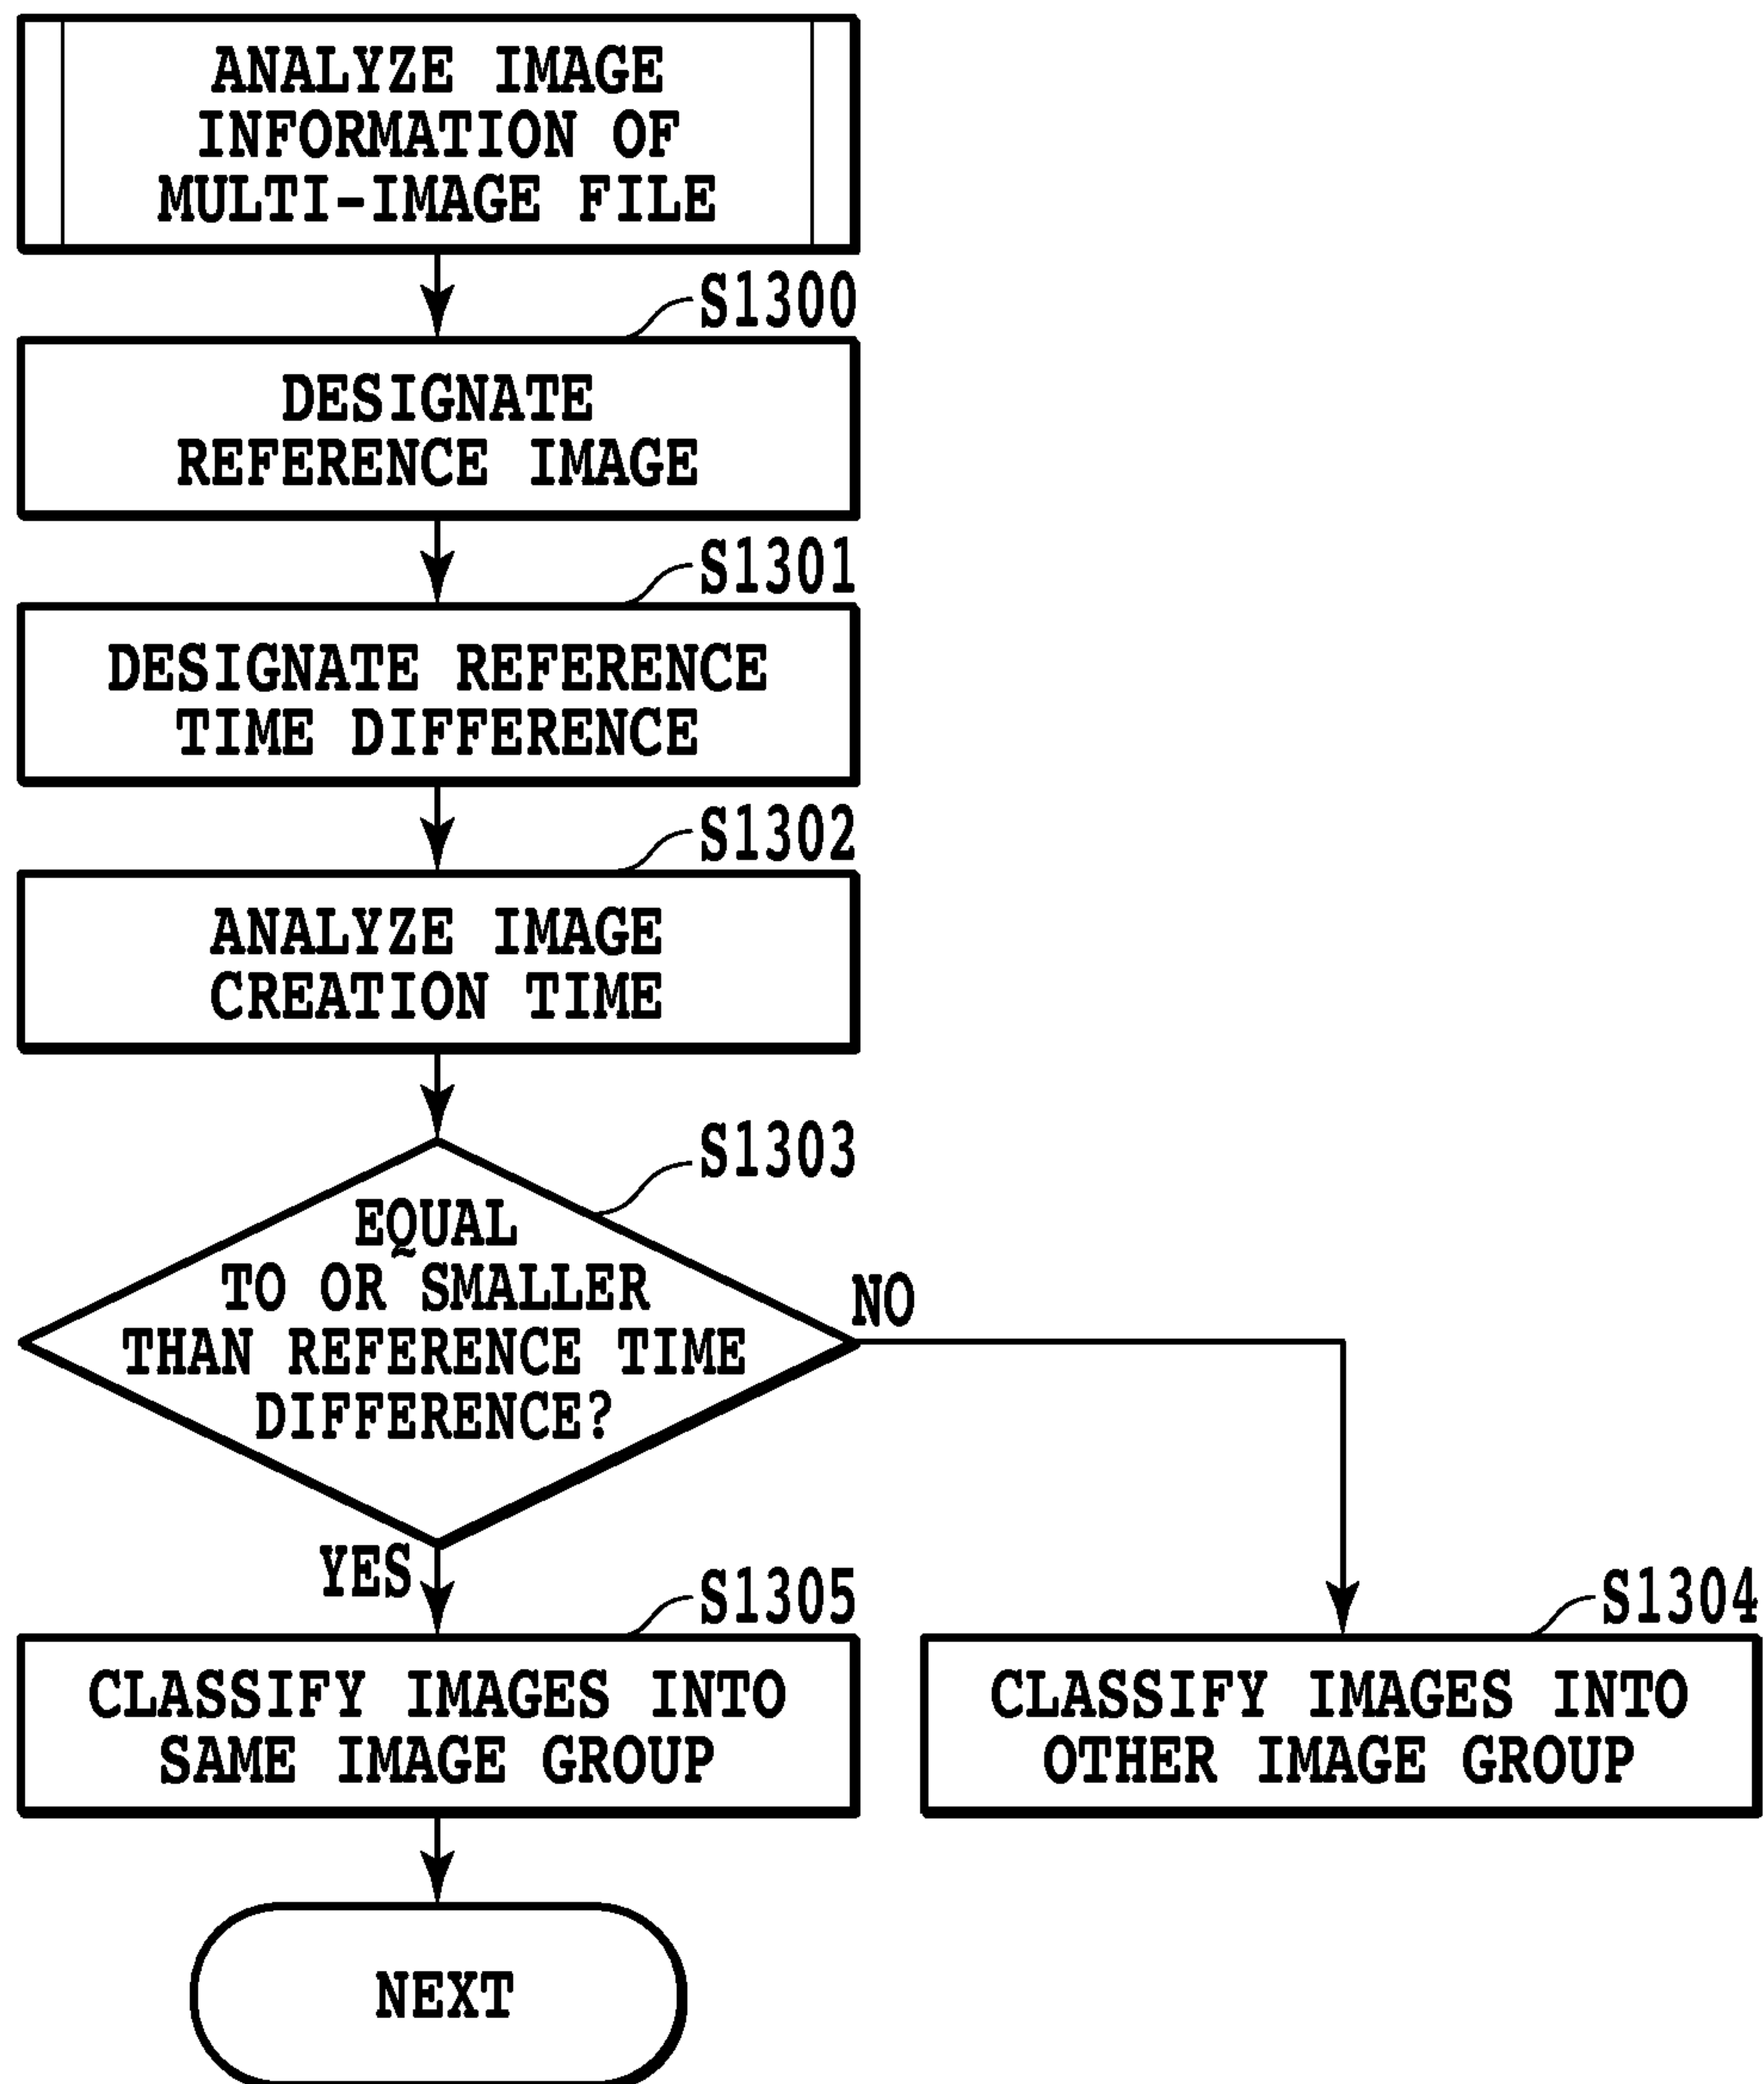 ANALYZE IMAGE
INFORMATION OF
MULTI-IMAGE FILE
S1300
DESIGNATE
REFERENCE IMAGE
S1301
DESIGNATE REFERENCE
TIME DIFFERENCE
S1302
ANALYZE IMAGE
CREATION TIME
S1303
EQUAL
TO OR SMALLER
THAN REFERENCE TIME
DIFFERENCE?
NO
YES
S1305
CLASSIFY IMAGES INTO
SAME IMAGE GROUP
S1304
CLASSIFY IMAGES INTO
OTHER IMAGE GROUP
NEXT